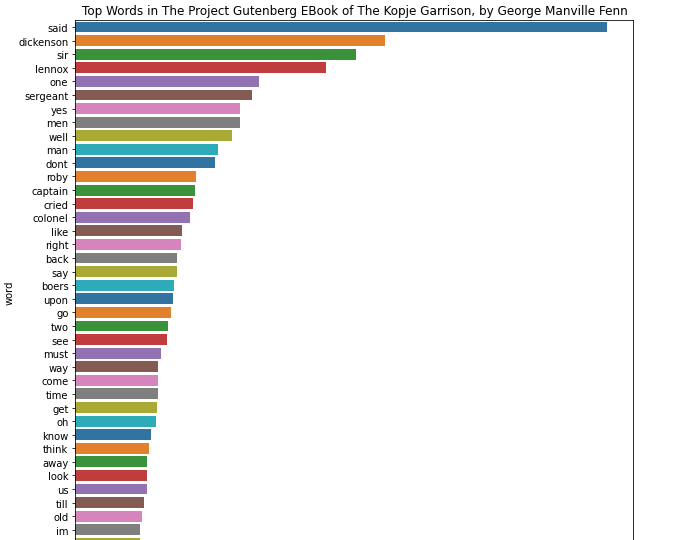 Top Words in The Project Gutenberg EBook of The Kopje Garrison, by George Manville Fenn
said
dickenson
sir
lennox
one
sergeant
yes
men
well
man
dont
roby
captain
cried
colonel
like
right
back
say
boers
upon
go
two
see
must
way
come
time
get
oh
know
think
away
look
us
till
old
im
word